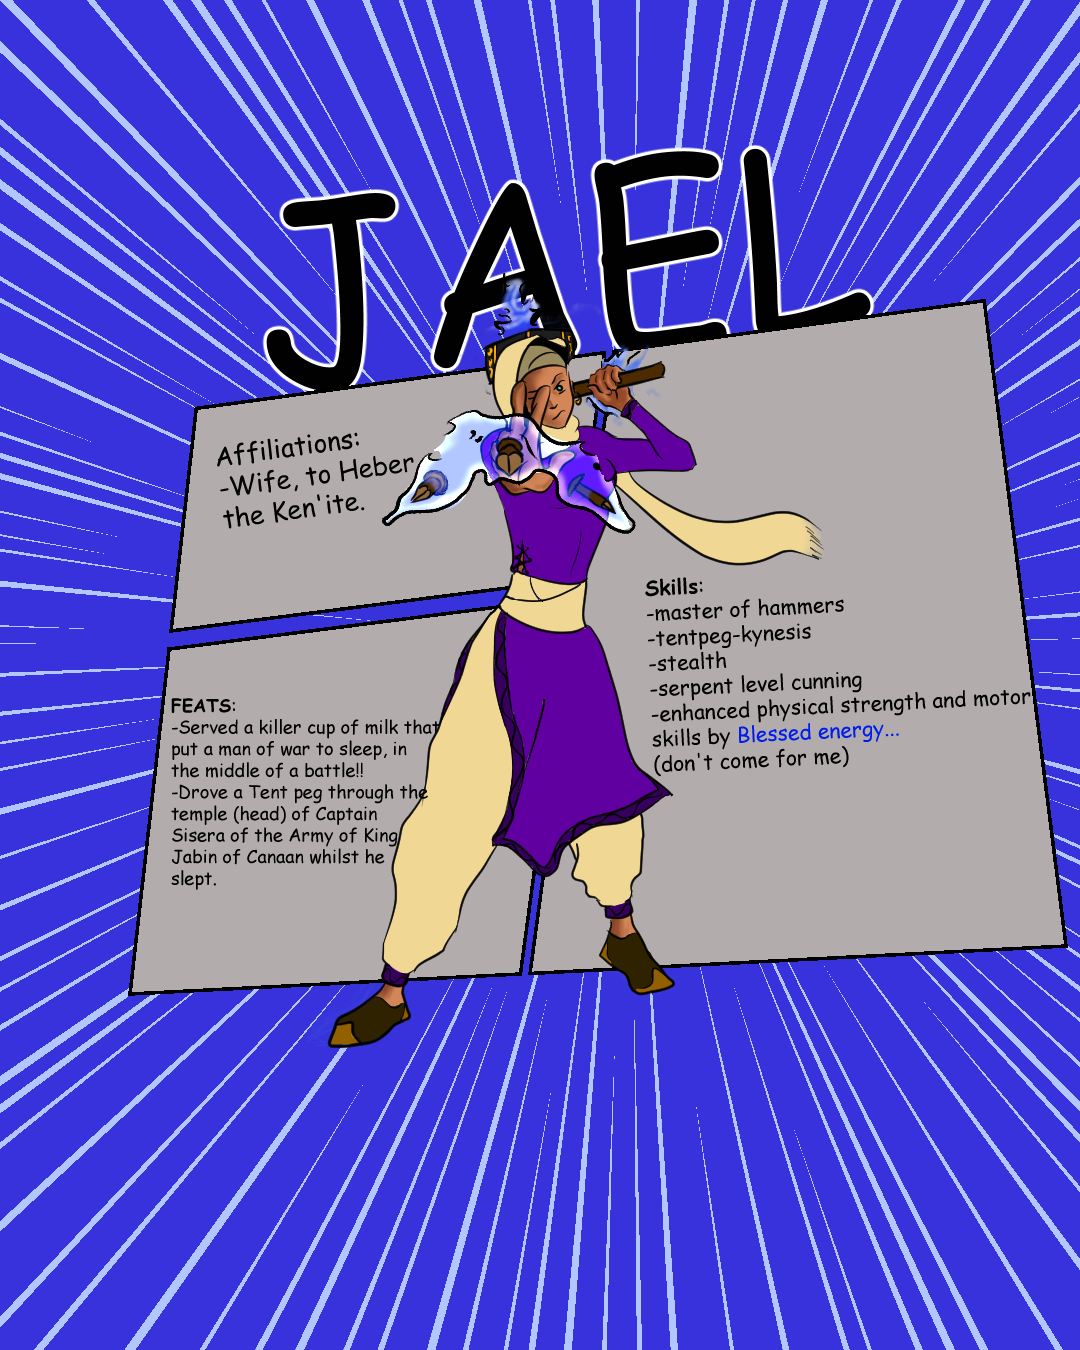 JAEL
Affiliations:
-Wife, to Heber
the Ken'ite.
FEATS:
-Served a killer cup of milk that
put a man of war to sleep, in
the middle of a battle!!
-Drove a Tent peg through the
temple (head) of Captain
Sisera of the Army of King
Jabin of Canaan whilst he
slept.
Skills:
-master of hammers
-tentpeg-kynesis
-stealth
-serpent level cunning
-enhanced physical strength and motor
skills by Blessed energy...
(don't come for me)